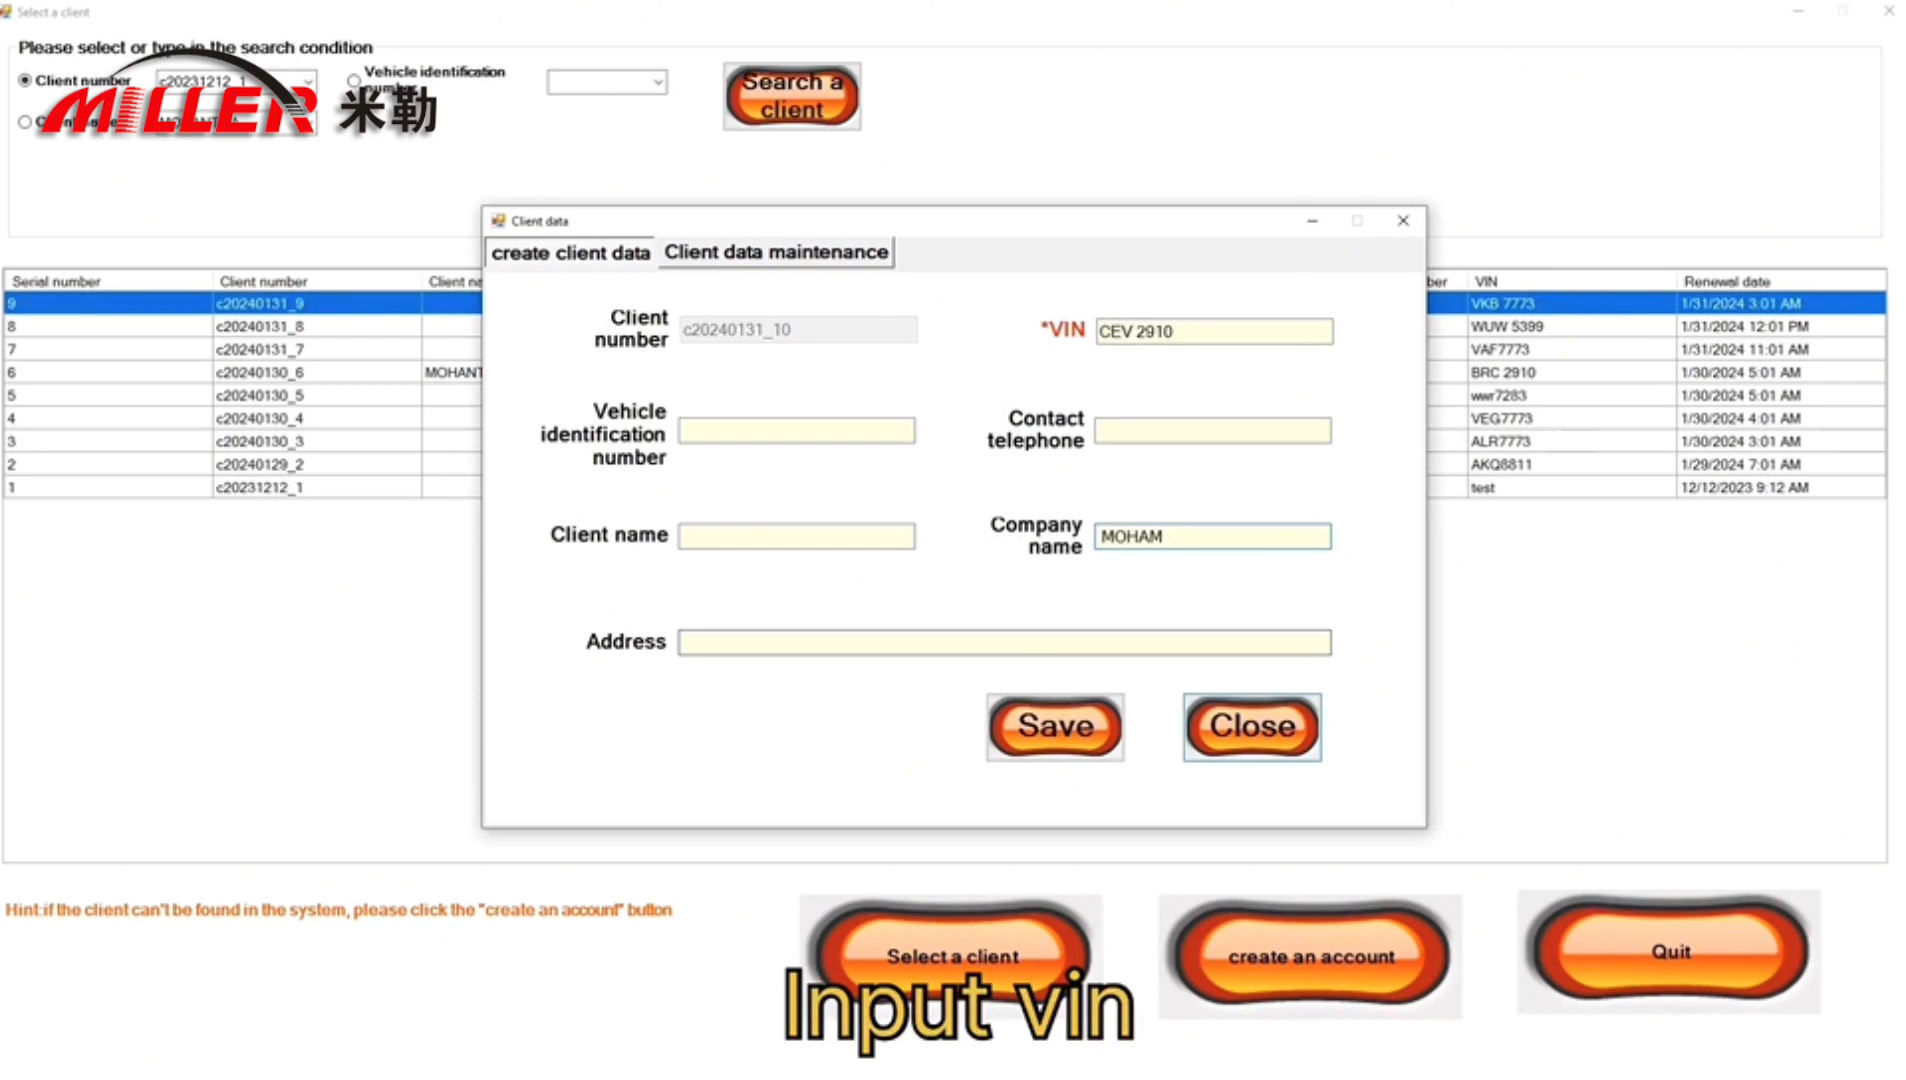 Select a client
Please select or type in the search condition
Client number
c20231212_1
Vehicle identification
number
Search a
client
MILLER 米勒
Client data
create client data
Client data maintenance
Client
number
c20240131_10
*VIN
CEV 2910
Vehicle
identification
number
Contact
telephone
Client name
Company
name
MOHAM
Address
Save
Close
Serial number Client number Client na ber VIN Renewal date
9 c20240131_9 VKB 7773 1/31/2024 3:01 AM
8 c20240131_8 WUW 5399 1/31/2024 12:01 PM
7 c20240131_7 VAF7773 1/31/2024 11:01 AM
6 c20240130_6 MOHANT BRC 2910 1/30/2024 5:01 AM
5 c20240130_5 wwr7283 1/30/2024 5:01 AM
4 c20240130_4 VEG7773 1/30/2024 4:01 AM
3 c20240130_3 ALR7773 1/30/2024 3:01 AM
2 c20240129_2 AKQ8811 1/29/2024 7:01 AM
1 c20231212_1 test 12/12/2023 9:12 AM
Hint:if the client can't be found in the system, please click the "create an account" button
Select a client
create an account
Quit
Input vin